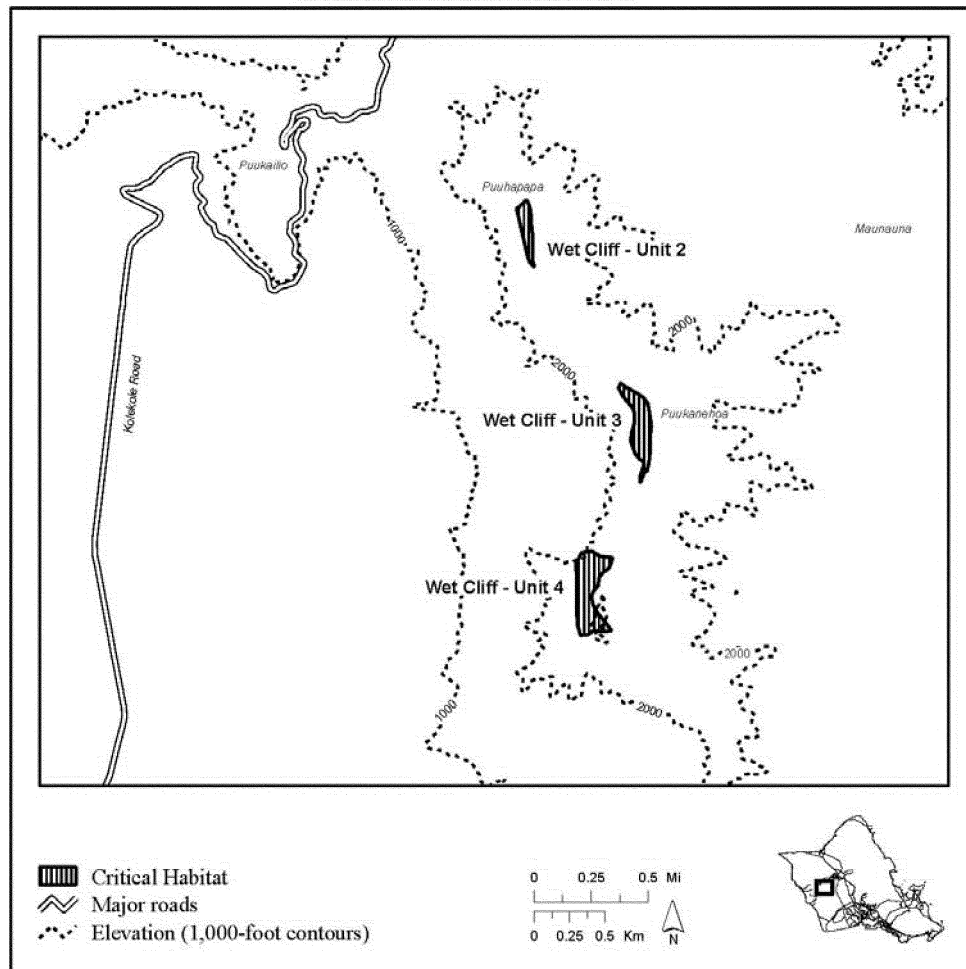 Puukailio
Puuhapapa
Maunauna
1000
Wet Cliff - Unit 2
2000
2000
Kolekole Road
Wet Cliff - Unit 3
Puukanehoa
Wet Cliff - Unit 4
2000
1000
2000
Critical Habitat
Major roads
Elevation (1,000-foot contours)
0 0.25 0.5 Mi
0 0.25 0.5 Km
N